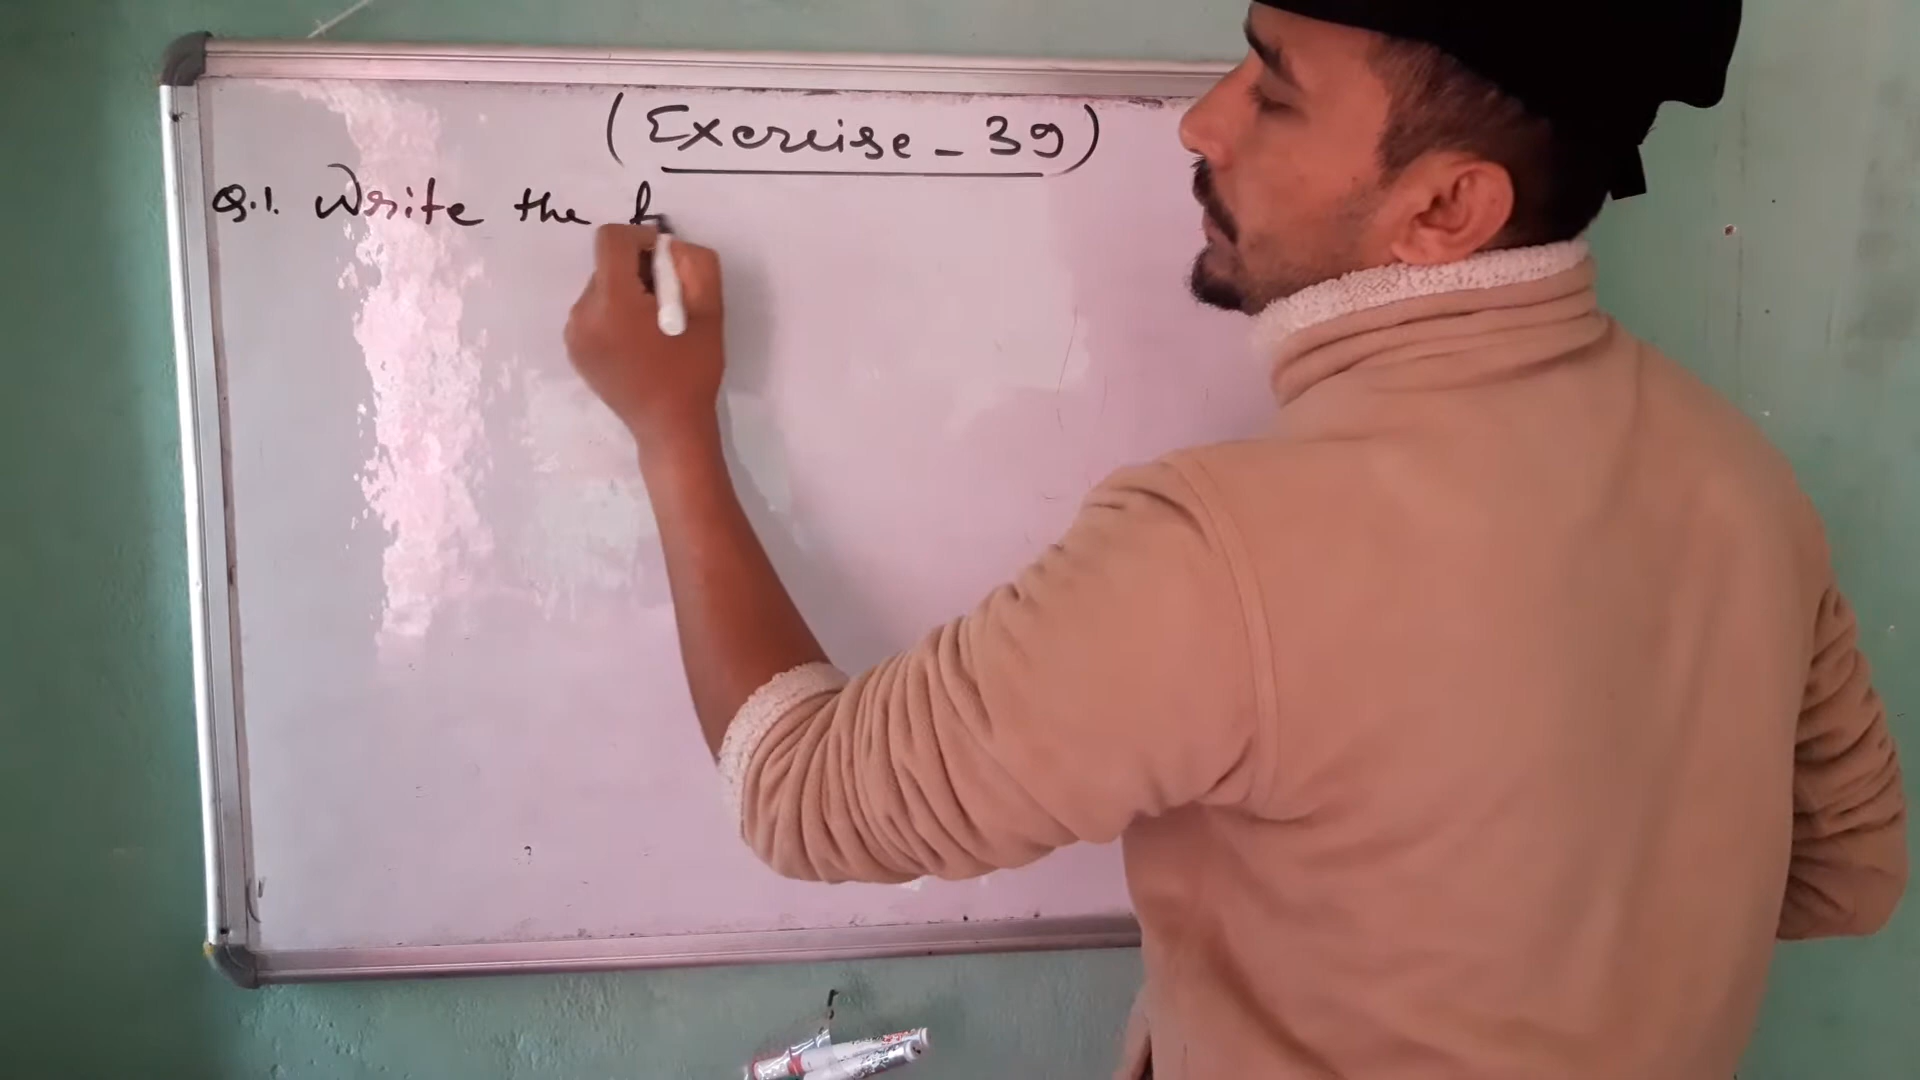 (Exercise - 39)
Q.1. Write the f